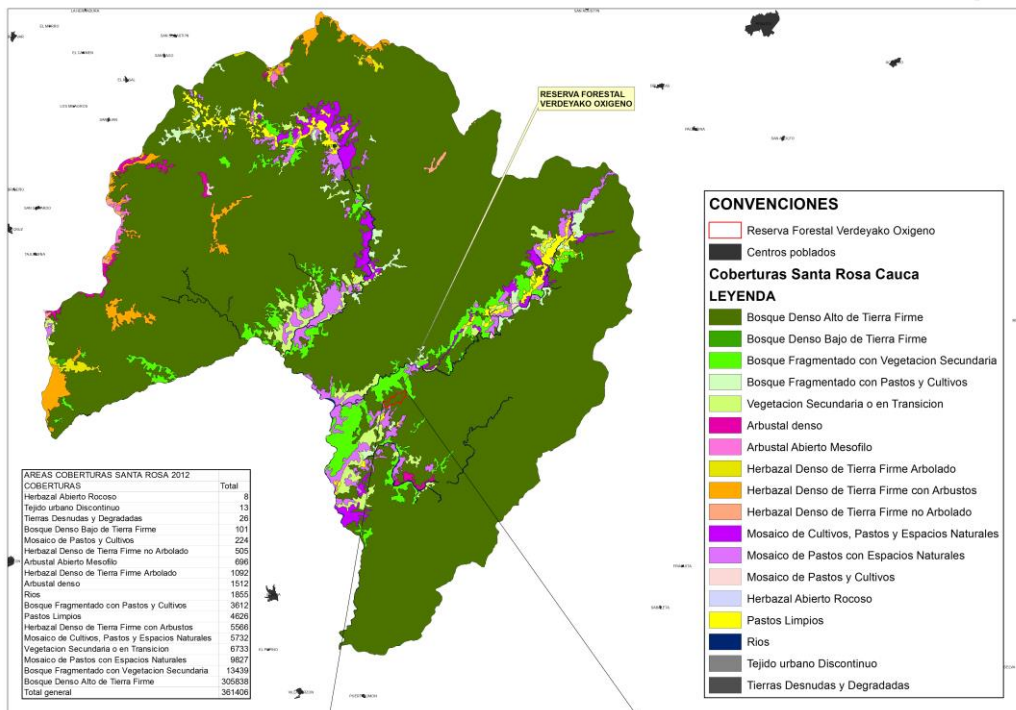 SAN AGUSTIN
RESERVA FORESTAL
VERDEYAKO OXIGENO
CONVENCIONES
Reserva Forestal Verdeyako Oxigeno
Centros poblados
Coberturas Santa Rosa Cauca
LEYENDA
Bosque Denso Alto de Tierra Firme
Bosque Denso Bajo de Tierra Firme
Bosque Fragmentado con Vegetacion Secundaria
Bosque Fragmentado con Pastos y Cultivos
Vegetacion Secundaria o en Transicion
Arbustal denso
Arbustal Abierto Mesofilo
Herbazal Denso de Tierra Firme Arbolado
Herbazal Denso de Tierra Firme con Arbustos
Herbazal Denso de Tierra Firme no Arbolado
Mosaico de Cultivos, Pastos y Espacios Naturales
Mosaico de Pastos con Espacios Naturales
Mosaico de Pastos y Cultivos
Herbazal Abierto Rocoso
Pastos Limpios
Rios
Tejido urbano Discontinuo
Tierras Desnudas y Degradadas
AREAS COBERTURAS SANTA ROSA 2012
COBERTURAS Total
Herbazal Abierto Rocoso 8
Tejido urbano Discontinuo 13
Tierras Desnudas y Degradadas 26
Bosque Denso Bajo de Tierra Firme 101
Mosaico de Pastos y Cultivos 224
Herbazal Denso de Tierra Firme no Arbolado 505
Arbustal Abierto Mesofilo 696
Herbazal Denso de Tierra Firme Arbolado 1092
Arbustal denso 1512
Rios 1855
Bosque Fragmentado con Pastos y Cultivos 3612
Pastos Limpios 4626
Herbazal Denso de Tierra Firme con Arbustos 5566
Mosaico de Cultivos, Pastos y Espacios Naturales 5732
Vegetacion Secundaria o en Transicion 6733
Mosaico de Pastos con Espacios Naturales 9827
Bosque Fragmentado con Vegetacion Secundaria 13439
Bosque Denso Alto de Tierra Firme 305838
Total general 361406